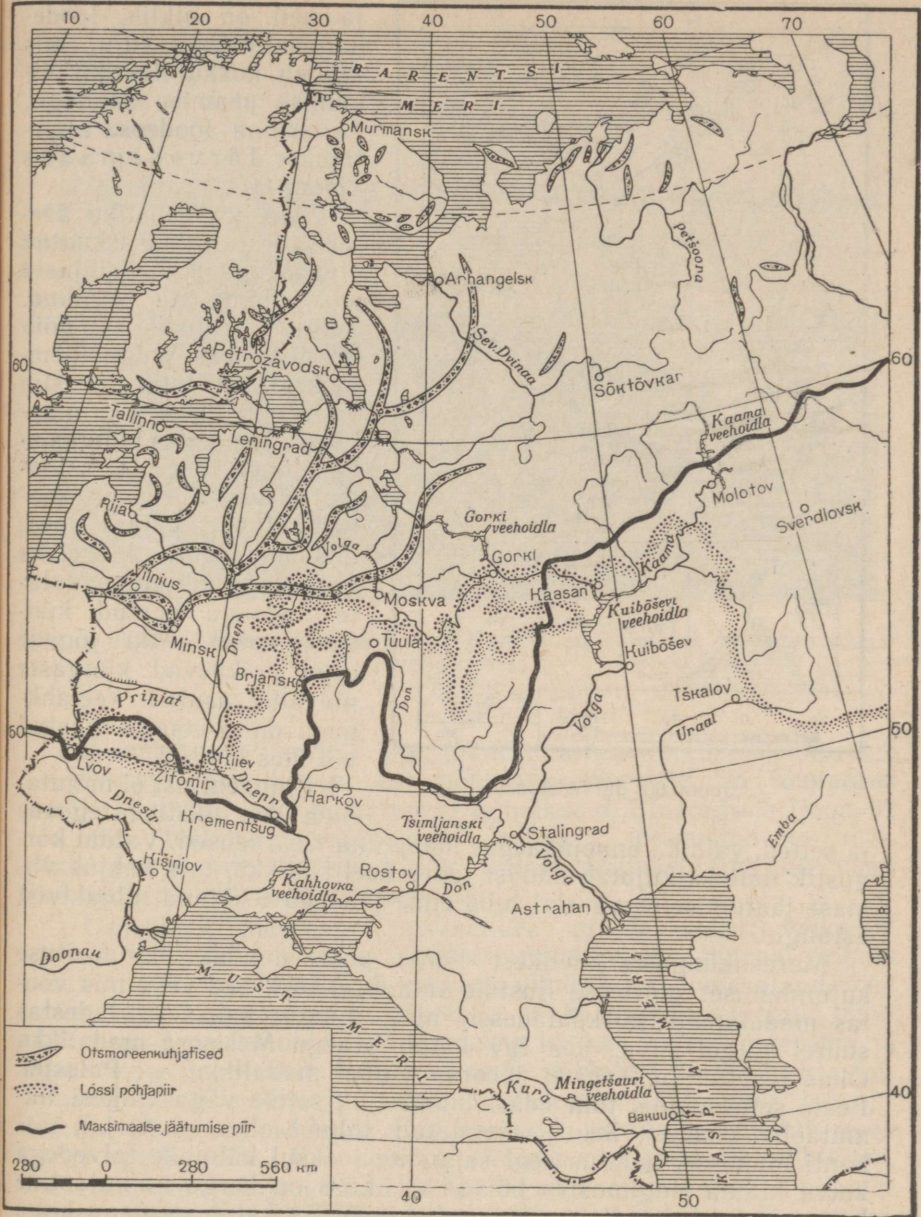 10 20 30 40 50 60 70
BARENTSI
MERI
Murmansk
Petšoora
Arhangelsk
Sev. Dvinaa
60
60
Petrozavodsk
Sõktõvkar
Kaama
veehoidla
Tallinn
Leningrad
Molotov
Sverdlovsk
Riia
Gorki
veehoidla
Volga
Gorki
Kaama
Vilnius
Moskva
Kaasan
Kuibõševi
veehoidla
Minsk
Dnepr
Tuula
Kuibõšev
Brjansk
Don
Prinjat
Volga
Tškalov
Uraal
50
50
Lvov
Žitomir
Kiiev
Dnepr
Harkov
Dnestr
Krementšug
Tsimljanski
veehoidla
Stalingrad
Emba
Kišinjov
Volga
Kahhovka
veehoidla
Rostov
Don
Astrahan
Doonau
MUST
MERI
KASPIA
MERI
Otsmoreenkuhjatised
Lössi põhjapiir
Maksimaalse jäätumise piir
Kura
Mingetšauri
veehoidla
Bakuu
40
280 0 280 560 km
40
50